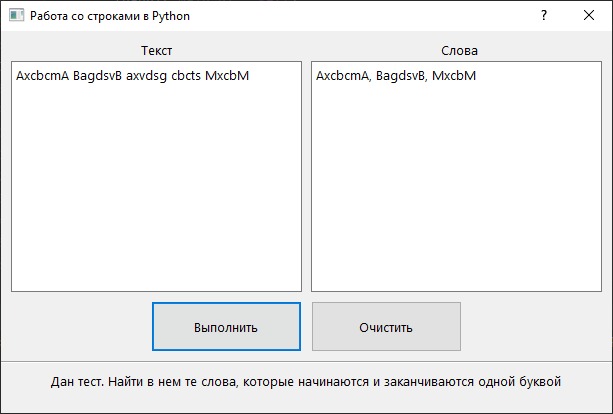 Работа со строками в Python
?
Текст
Слова
AxcbcmA BagdsvB axvdsg cbcts MxcbM
AxcbcmA, BagdsvB, MxcbM
Выполнить
Очистить
Дан тест. Найти в нем те слова, которые начинаются и заканчиваются одной буквой